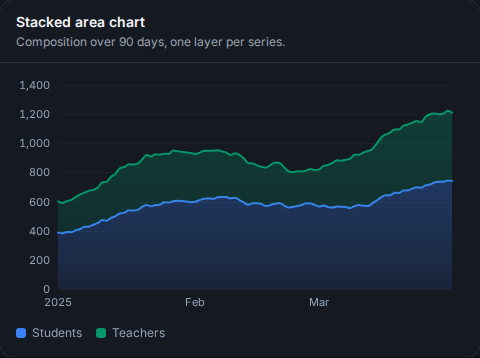 Stacked area chart
Composition over 90 days, one layer per series.
1,400
1,200
1,000
800
600
400
200
0
2025 Feb Mar
Students Teachers